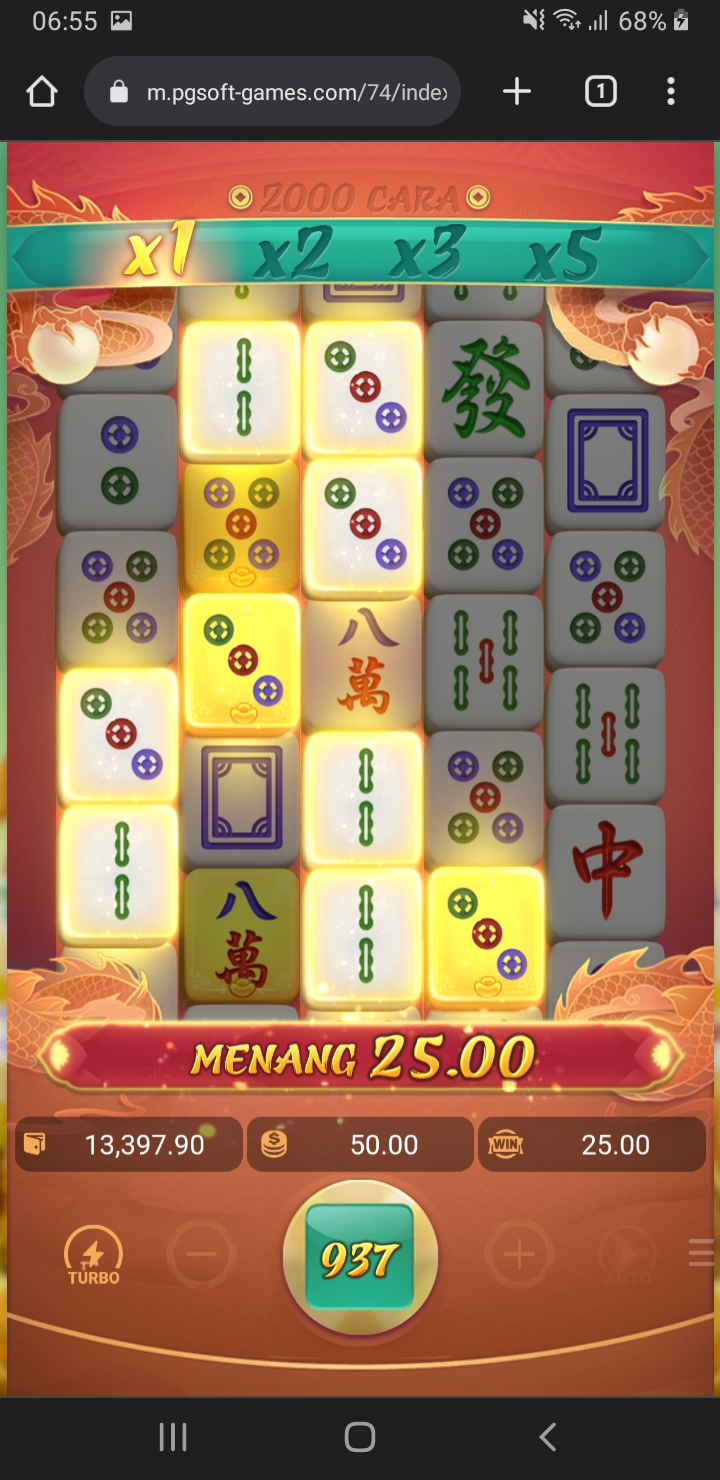 06:55 68%
m.pgsoft-games.com/74/index
1
2000 CARA
x1 x2 x3 x5
發
八
萬
中
八
萬
MENANG 25.00
13,397.90 50.00 WIN 25.00
937
TURBO AUTO